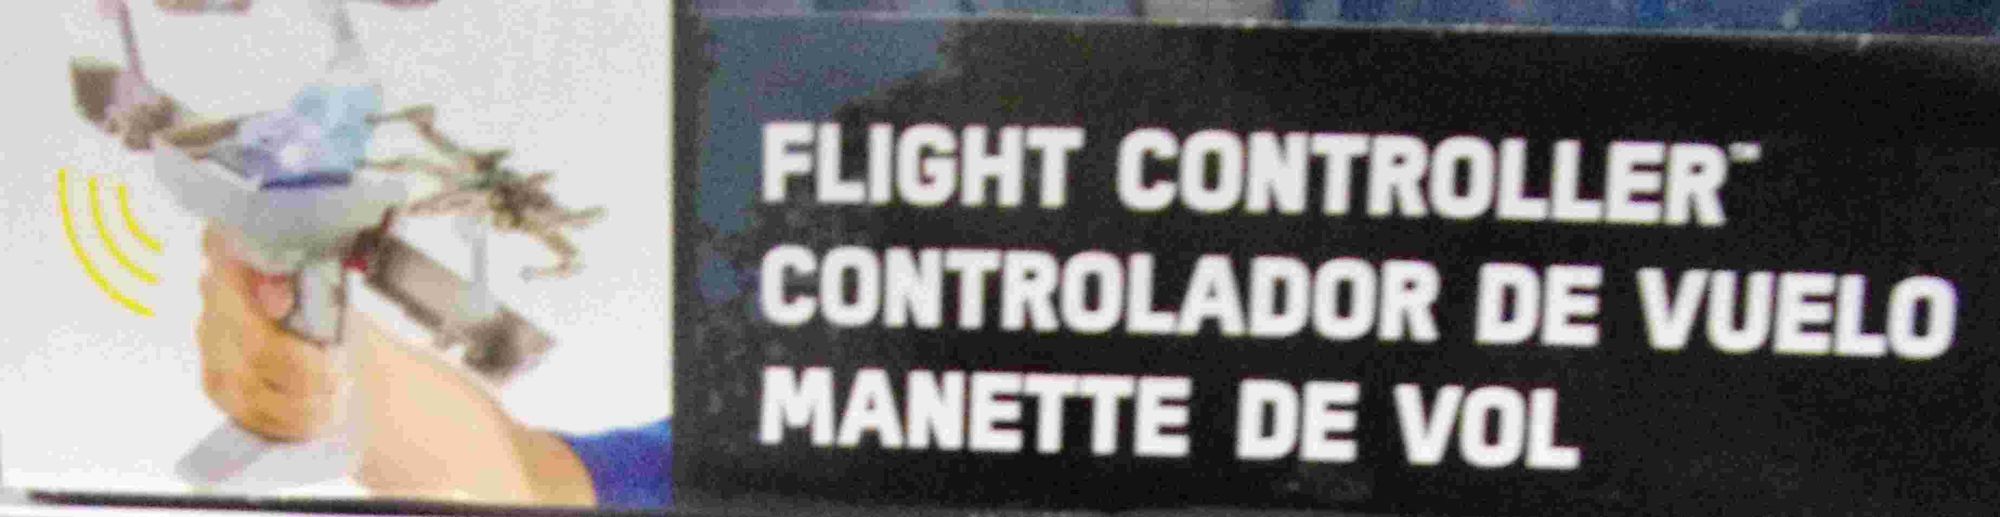 FLIGHT CONTROLLER™
CONTROLADOR DE VUELO
MANETTE DE VOL